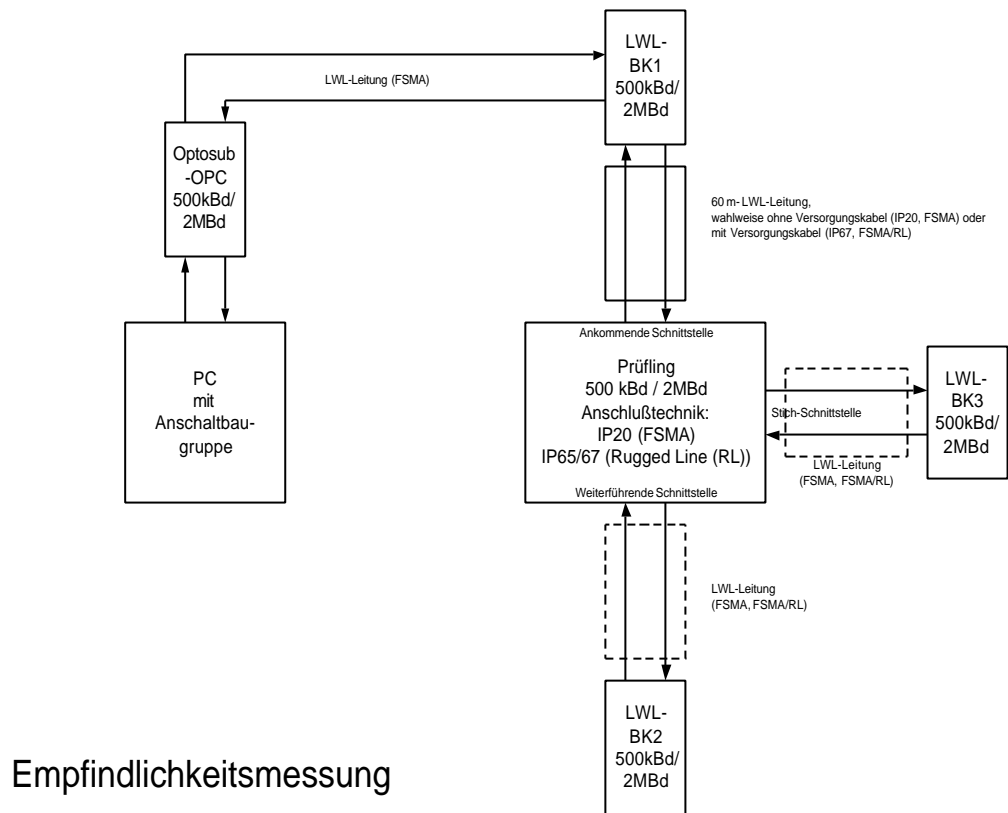 LWL-
BK1
500kBd/
2MBd
LWL-Leitung (FSMA)
Optosub
-OPC
500kBd/
2MBd
60 m- LWL-Leitung,
wahlweise ohne Versorgungskabel (IP20, FSMA) oder
mit Versorgungskabel (IP67, FSMA/RL)
PC
mit
Anschaltbau-
gruppe
Ankommende Schnittstelle
Prüfling
500 kBd / 2MBd
Anschlußtechnik:
IP20 (FSMA)
IP65/67 (Rugged Line (RL))
Weiterführende Schnittstelle
Stich-Schnittstelle
LWL-
BK3
500kBd/
2MBd
LWL-Leitung
(FSMA, FSMA/RL)
LWL-Leitung
(FSMA, FSMA/RL)
LWL-
BK2
500kBd/
2MBd
Empfindlichkeitsmessung